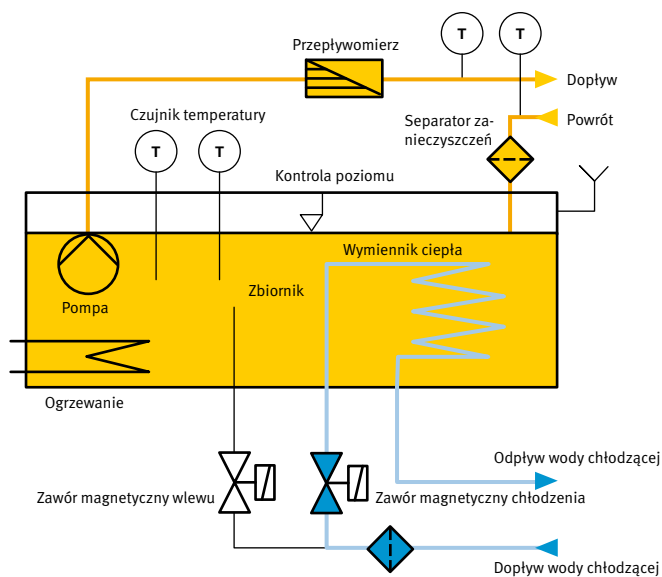 T
T
Przepływomierz
Dopływ
Czujnik temperatury
Separator za-
nieczyszczeń
Powrót
T
T
Kontrola poziomu
Wymiennik ciepła
Zbiornik
Pompa
Ogrzewanie
Odpływ wody chłodzącej
Zawór magnetyczny wlewu
Zawór magnetyczny chłodzenia
Dopływ wody chłodzącej